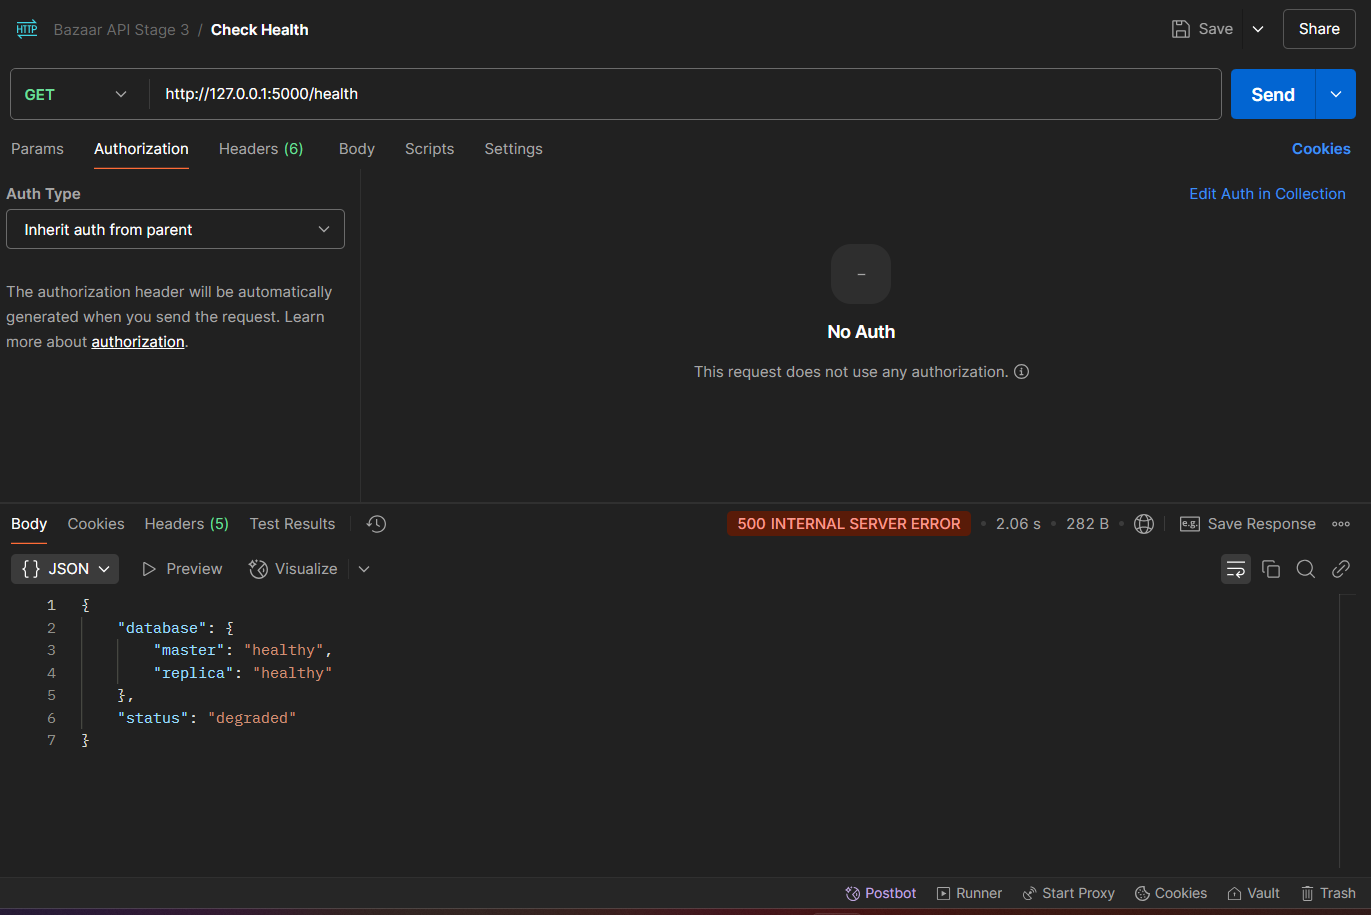 HTTP Bazaar API Stage 3 / Check Health Save Share
GET http://127.0.0.1:5000/health Send
Params Authorization Headers (6) Body Scripts Settings Cookies
Auth Type Edit Auth in Collection
Inherit auth from parent
The authorization header will be automatically
generated when you send the request. Learn
more about authorization.
–
No Auth
This request does not use any authorization.
Body Cookies Headers (5) Test Results 500 INTERNAL SERVER ERROR • 2.06 s • 282 B • e.g. Save Response
{} JSON Preview Visualize
1 {
2 "database": {
3 "master": "healthy",
4 "replica": "healthy"
5 },
6 "status": "degraded"
7 }
Postbot Runner Start Proxy Cookies Vault Trash